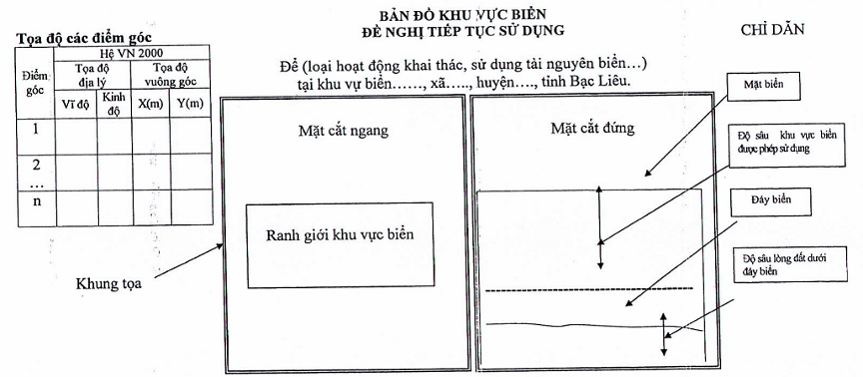 BẢN ĐỒ KHU VỰC BIỂN
ĐỀ NGHỊ TIẾP TỤC SỬ DỤNG
CHỈ DẪN
Để (loại hoạt động khai thác, sử dụng tài nguyên biển…)
tại khu vự biển……, xã….., huyện…., tỉnh Bạc Liêu.
Tọa độ các điểm góc
Điểm góc
Hệ VN 2000
Tọa độ địa lý
Tọa độ vuông góc
Vĩ độ
Kinh độ
X(m)
Y(m)
1
2
…
n
Khung tọa
Mặt cắt ngang
Ranh giới khu vực biển
Mặt cắt đứng
Mặt biển
Độ sâu khu vực biển
được phép sử dụng
Đáy biển
Độ sâu lòng đất dưới
đáy biển